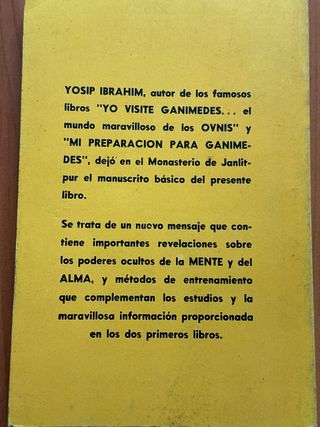 YOSIP IBRAHIM, autor de los famosos
libros "YO VISITE GANIMEDES... el
mundo maravilloso de los OVNIS" y
"MI PREPARACION PARA GANIME-
DES", dejó en el Monasterio de Janlit-
pur el manuscrito básico del presente
libro.
Se trata de un nuevo mensaje que con-
tiene importantes revelaciones sobre
los poderes ocultos de la MENTE y del
ALMA, y métodos de entrenamiento
que complementan los estudios y la
maravillosa información proporcionada
en los dos primeros libros.